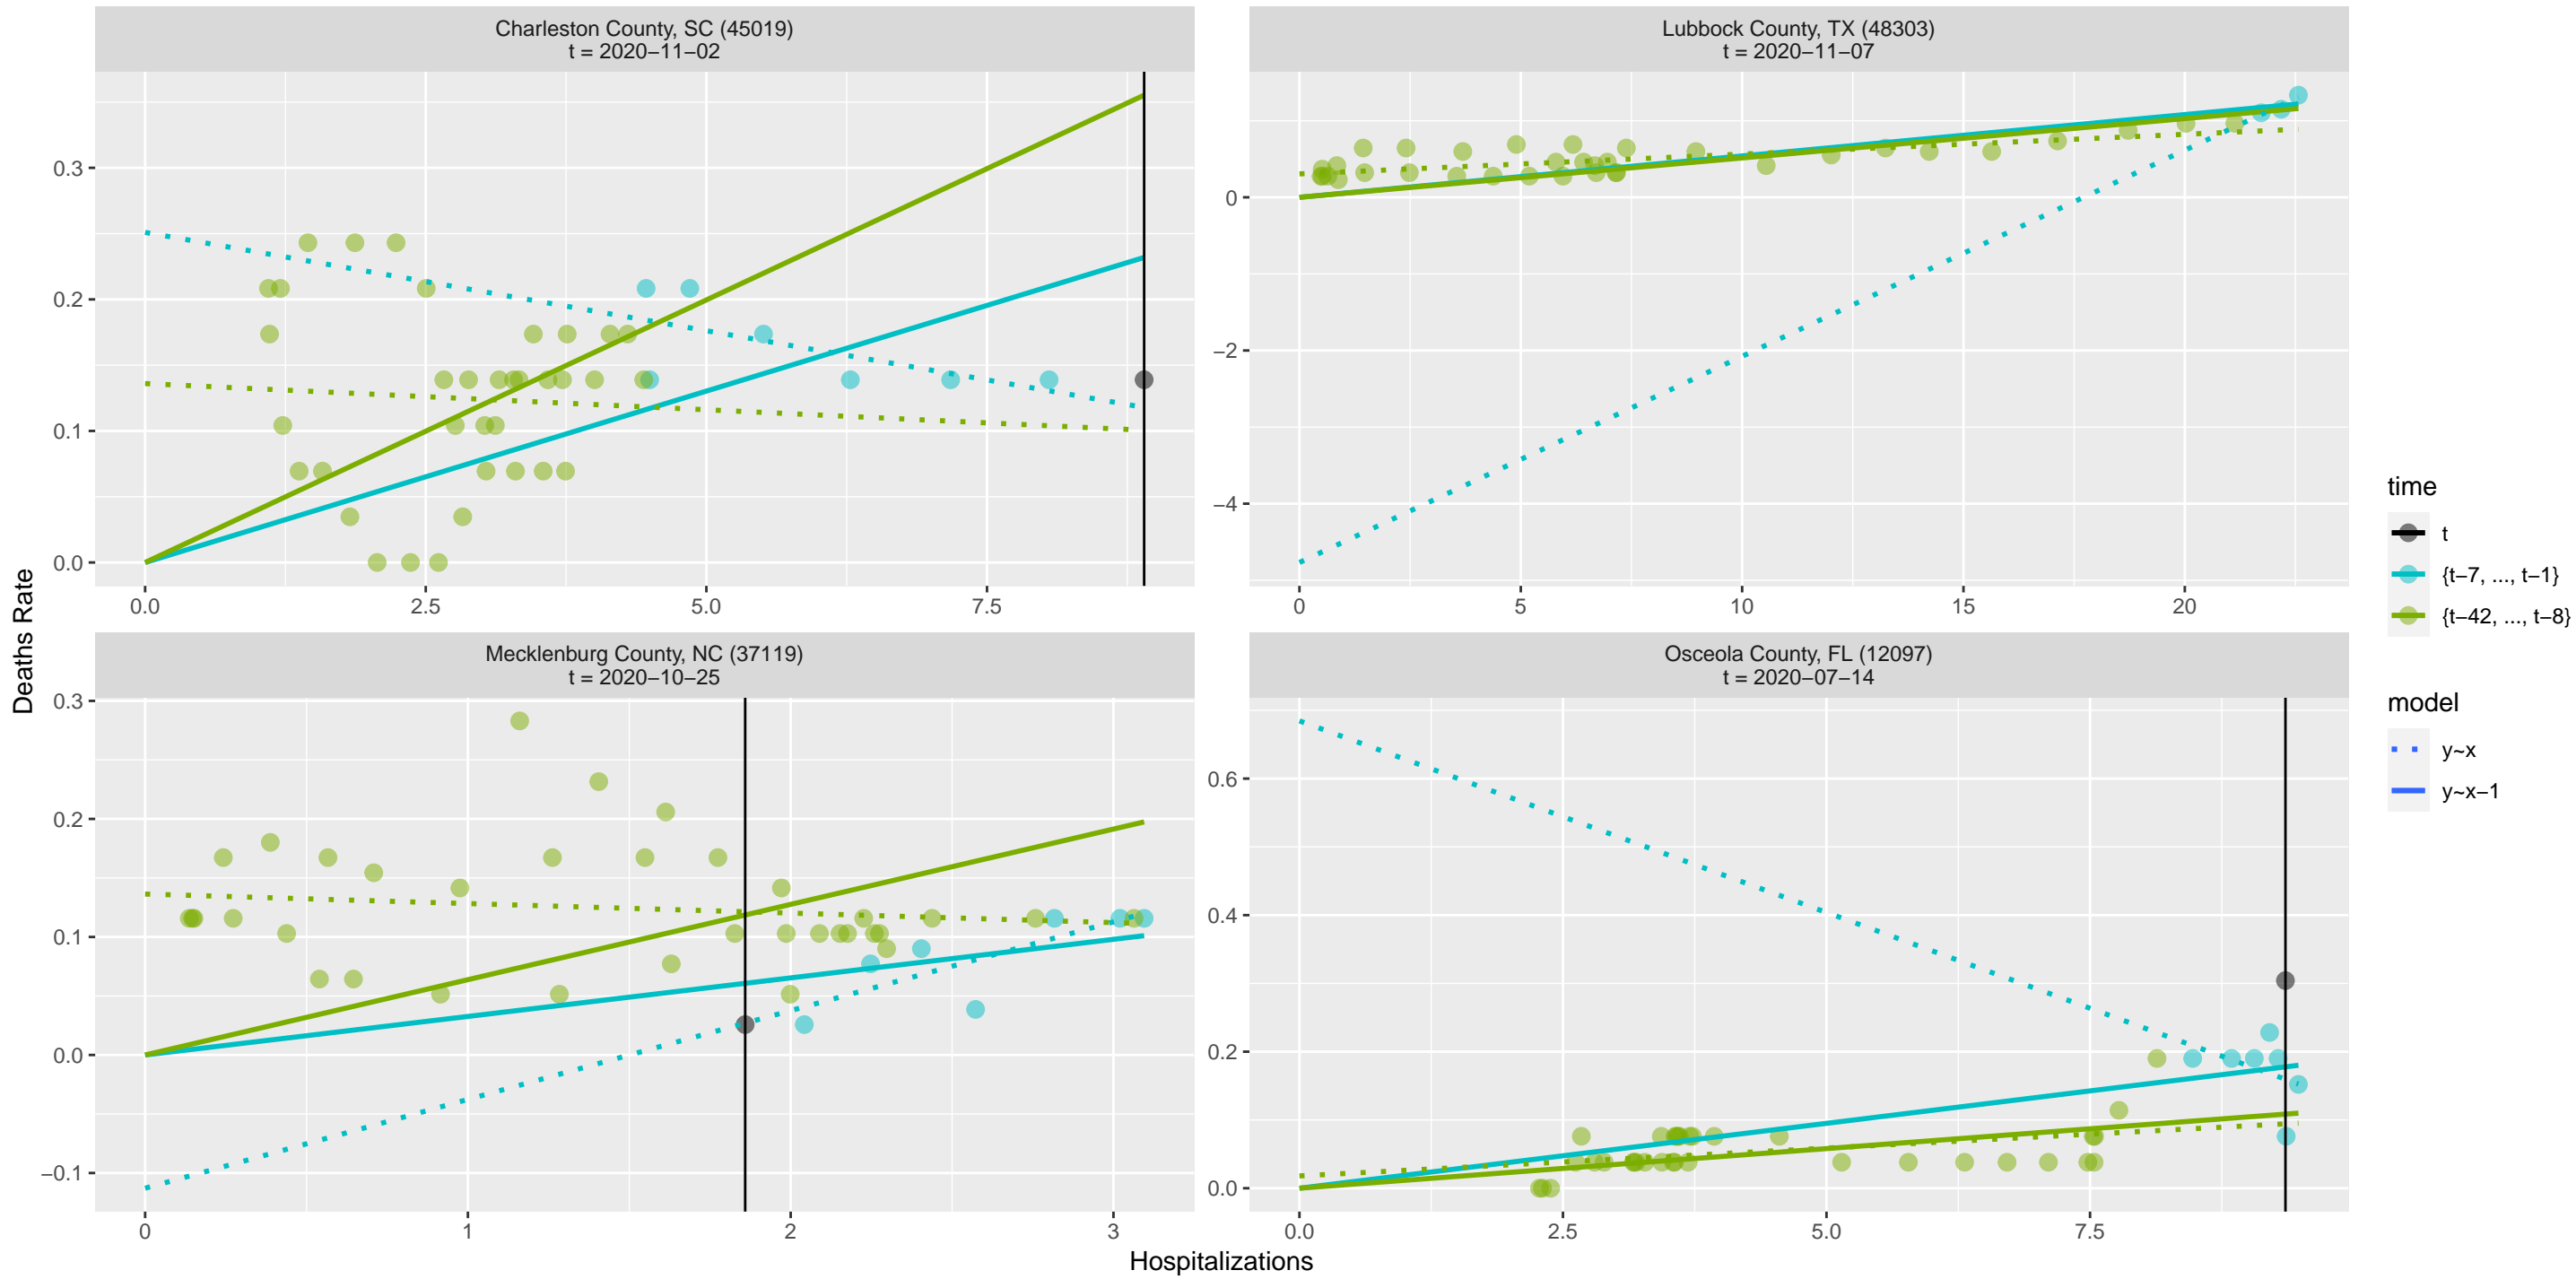 Charleston County, SC (45019)
t = 2020−11−02
0.3
0.2
0.1
0.0
0.0
2.5
5.0
7.5
Lubbock County, TX (48303)
t = 2020−11−07
0
−2
−4
0
5
10
15
20
Mecklenburg County, NC (37119)
t = 2020−10−25
0.3
0.2
0.1
0.0
−0.1
0
1
2
3
Osceola County, FL (12097)
t = 2020−07−14
0.6
0.4
0.2
0.0
0.0
2.5
5.0
7.5
Deaths Rate
Hospitalizations
time
t
{t−7, ..., t−1}
{t−42, ..., t−8}
model
y~x
y~x−1